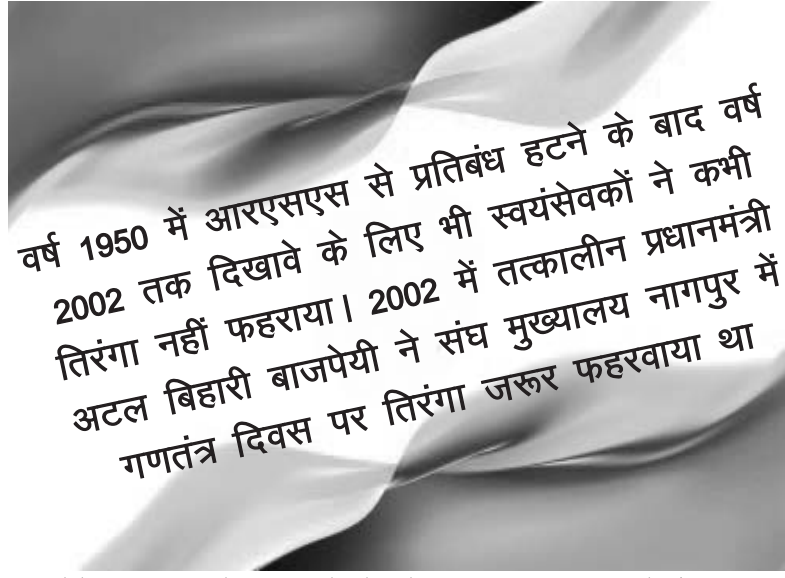 वर्ष 1950 में आरएसएस से प्रतिबंध हटने के बाद वर्ष
2002 तक दिखावे के लिए भी स्वयंसेवकों ने कभी
तिरंगा नहीं फहराया। 2002 में तत्कालीन प्रधानमंत्री
अटल बिहारी बाजपेयी ने संघ मुख्यालय नागपुर में
गणतंत्र दिवस पर तिरंगा जरूर फहरवाया था